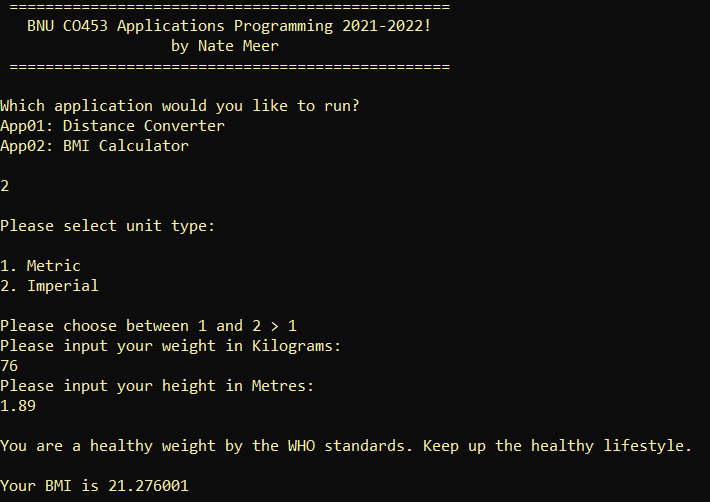 =================================================
BNU CO453 Applications Programming 2021-2022!
by Nate Meer
=================================================
Which application would you like to run?
App01: Distance Converter
App02: BMI Calculator
2
Please select unit type:
1. Metric
2. Imperial
Please choose between 1 and 2 > 1
Please input your weight in Kilograms:
76
Please input your height in Metres:
1.89
You are a healthy weight by the WHO standards. Keep up the healthy lifestyle.
Your BMI is 21.276001